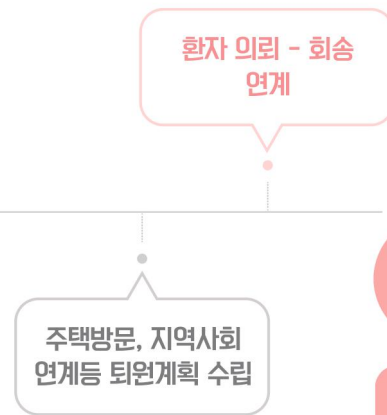 환자 의뢰 - 회송
연계
주택방문, 지역사회
연계등 퇴원계획 수립